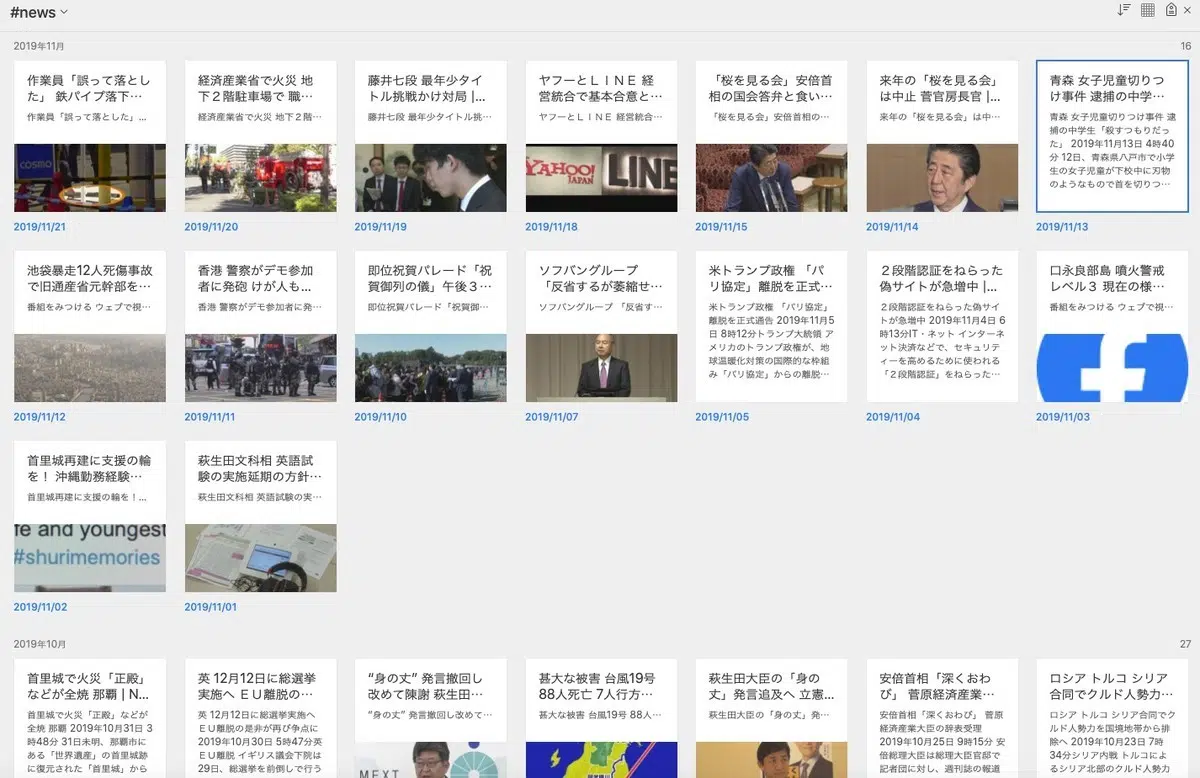 #news
2019年11月
16
作業員「誤って落とし
た」 鉄パイプ落下…
作業員「誤って落とした」…
COSMO
2019/11/21
経済産業省で火災 地
下２階駐車場で 職…
経済産業省で火災 地下２階…
2019/11/20
藤井七段 最年少タイ
トル挑戦かけ対局 |...
藤井七段 最年少タイトル挑…
2019/11/19
ヤフーとＬＩＮＥ 経
営統合で基本合意と…
ヤフーとＬＩＮＥ 経営統合…
YAHOO!
JAPAN
LINE
2019/11/18
「桜を見る会」安倍首
相の国会答弁と食い…
「桜を見る会」安倍首相の…
2019/11/15
来年の「桜を見る会」
は中止 菅官房長官 |...
来年の「桜を見る会」は中…
2019/11/14
青森 女子児童切りつ
け事件 逮捕の中学…
青森 女子児童切りつけ事件 逮
捕の中学生「殺すつもりだっ
た」 2019年11月13日 4時40
分 12日、青森県八戸市で小学
生の女子児童が下校中に刃物
のようなもので首を切りつ…
2019/11/13
池袋暴走12人死傷事故
で旧通産省元幹部を…
番組をみつける ウェブで視…
2019/11/12
香港 警察がデモ参加
者に発砲 けが人も…
香港 警察がデモ参加者に発…
2019/11/11
即位祝賀パレード「祝
賀御列の儀」午後３…
即位祝賀パレード「祝賀御…
2019/11/10
ソフバングループ
「反省するが萎縮せ…
ソフバングループ 「反省す…
2019/11/07
米トランプ政権 「パ
リ協定」離脱を正式…
米トランプ政権 「パリ協定」
離脱を正式通告 2019年11月5
日 8時12分トランプ大統領 ア
メリカのトランプ政権が、地
球温暖化対策の国際的な枠組
み「パリ協定」からの離脱…
2019/11/05
２段階認証をねらった
偽サイトが急増中 |...
２段階認証をねらった偽サイ
トが急増中 2019年11月4日 6
時13分IT・ネット インターネ
ット決済などで、セキュリテ
ィーを高めるために使われる
「２段階認証」をねらった…
2019/11/04
口永良部島 噴火警戒
レベル３ 現在の様…
番組をみつける ウェブで視…
2019/11/03
首里城再建に支援の輪
を！ 沖縄勤務経験…
首里城再建に支援の輪を！...
fe and youngest
#shurimemories
2019/11/02
萩生田文科相 英語試
験の実施延期の方針…
萩生田文科相 英語試験の実…
2019/11/01
2019年10月
27
首里城で火災「正殿」
などが全焼 那覇 | N...
首里城で火災「正殿」などが
全焼 那覇 2019年10月31日 3
時48分 31日未明、那覇市に
ある「世界遺産」の首里城跡
に復元された「首里城」から
英 12月12日に総選挙
実施へ ＥＵ離脱の…
英 12月12日に総選挙実施へ
ＥＵ離脱の是非が再び争点に
2019年10月30日 5時47分英
ＥＵ離脱 イギリス議会下院は
29日、総選挙を前倒しで行う
“身の丈” 発言撤回し
改めて陳謝 萩生田…
“身の丈” 発言撤回し改めて…
MEXT
甚大な被害 台風19号
88人死亡 7人行方…
甚大な被害 台風19号 88人…
萩生田大臣の「身の
丈」発言追及へ 立憲...
萩生田大臣の「身の丈」発…
安倍首相「深くおわ
び」 菅原経済産業…
安倍首相「深くおわび」 菅原
経済産業大臣の辞表受理
2019年10月25日 9時15分 安
倍総理大臣は総理大臣官邸で
記者団に対し、週刊誌の報道
ロシア トルコ シリア
合同でクルド人勢力…
ロシア トルコ シリア合同でク
ルド人勢力を国境地帯から排
除へ 2019年10月23日 7時
34分シリア内戦 トルコによ
るシリア北部のクルド人勢力